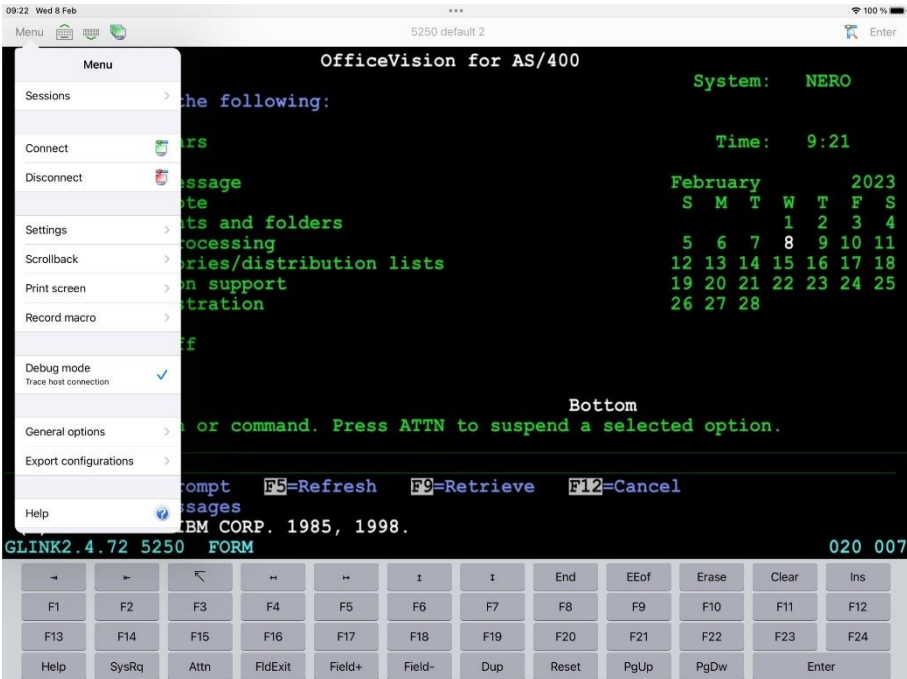 09:22 Wed 8 Feb
100 %
Menu
5250 default 2
Enter
Menu
Sessions
Connect
Disconnect
Settings
Scrollback
Print screen
Record macro
Debug mode
Trace host connection
General options
Export configurations
Help
OfficeVision for AS/400
System: NERO
the following:
ars
Time: 9:21
essage
February 2023
ote
S M T W T F S
nts and folders
1 2 3 4
rocessing
5 6 7 8 9 10 11
ories/distribution lists
12 13 14 15 16 17 18
on support
19 20 21 22 23 24 25
stration
26 27 28
ff
Bottom
n or command. Press ATTN to suspend a selected option.
rompt F5=Refresh F9=Retrieve F12=Cancel
ssages
IBM CORP. 1985, 1998.
GLINK2.4.72 5250 FORM 020 007
End EEof Erase Clear Ins
F1 F2 F3 F4 F5 F6 F7 F8 F9 F10 F11 F12
F13 F14 F15 F16 F17 F18 F19 F20 F21 F22 F23 F24
Help SysRq Attn FldExit Field+ Field- Dup Reset PgUp PgDw Enter